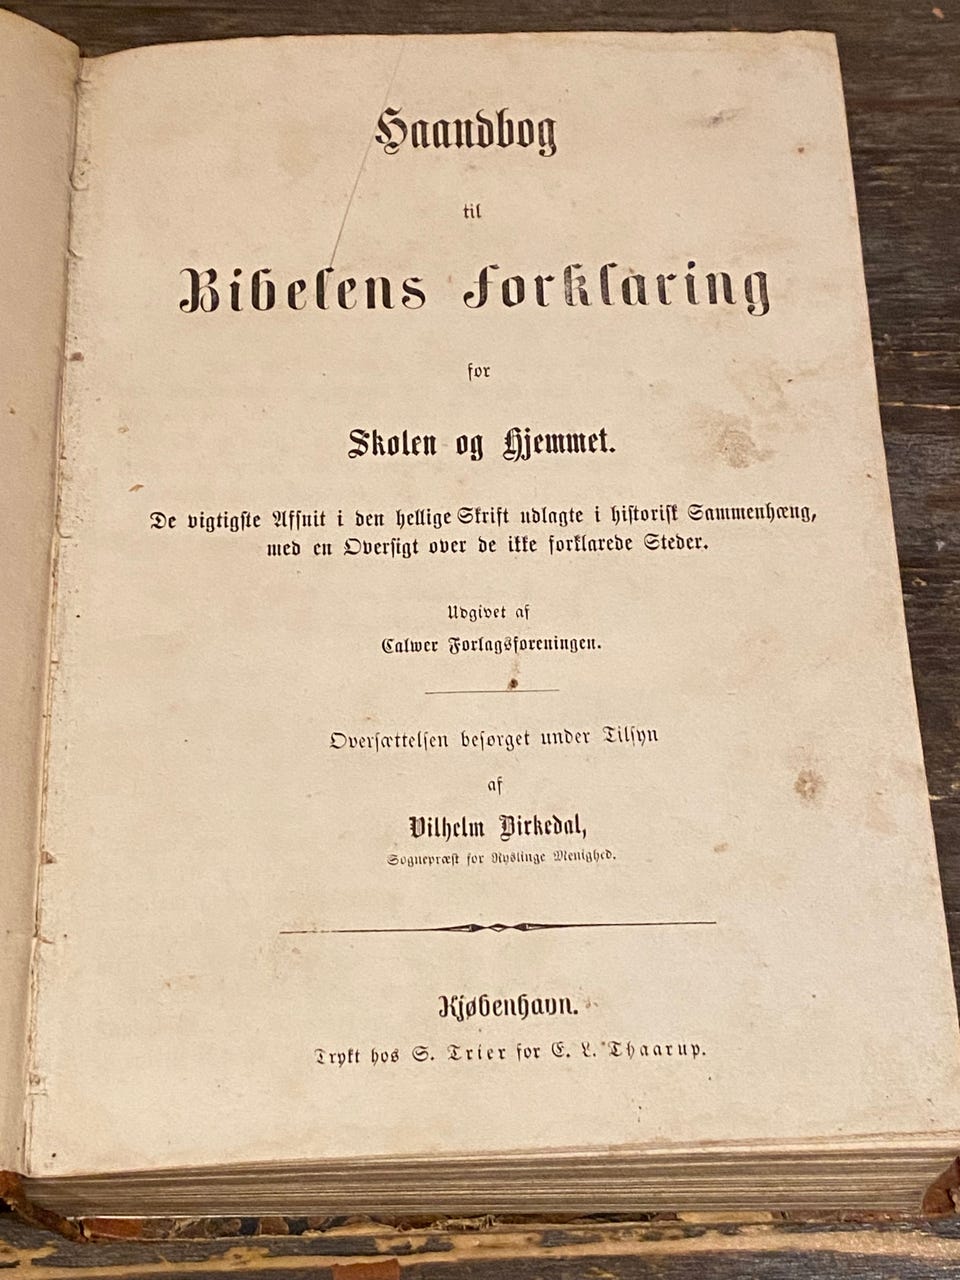 Haandbog
til
Bibelens Forklaring
for
Skolen og Hjemmet.
De vigtigste Afsnit i den hellige Skrift udlagte i historisk Sammenhæng,
med en Oversigt over de ikke forklarede Steder.
Udgivet af
Calwer Forlagsforeningen.
Oversættelsen besørget under Tilsyn
af
Vilhelm Birkedal,
Sognepræst for Ryslinge Menighed.
Kjøbenhavn.
Trykt hos S. Trier for E. L. Thaarup.